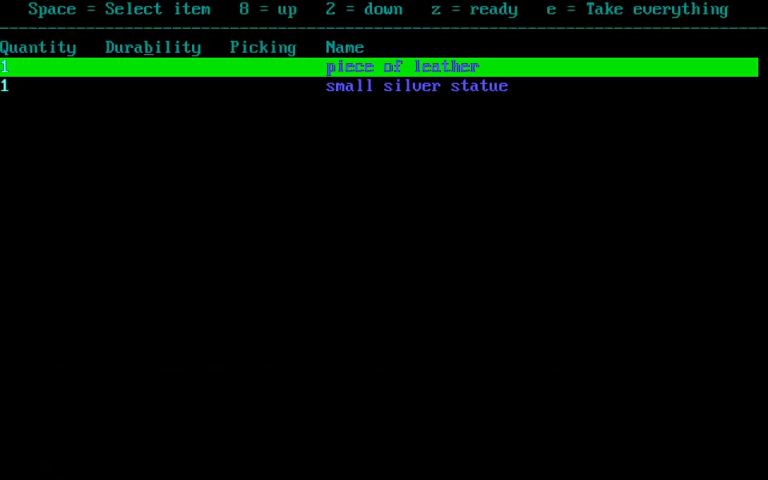 Space = Select item   8 = up   2 = down   z = ready   e = Take everything
Quantity   Durability   Picking   Name
1   piece of leather
1   small silver statue